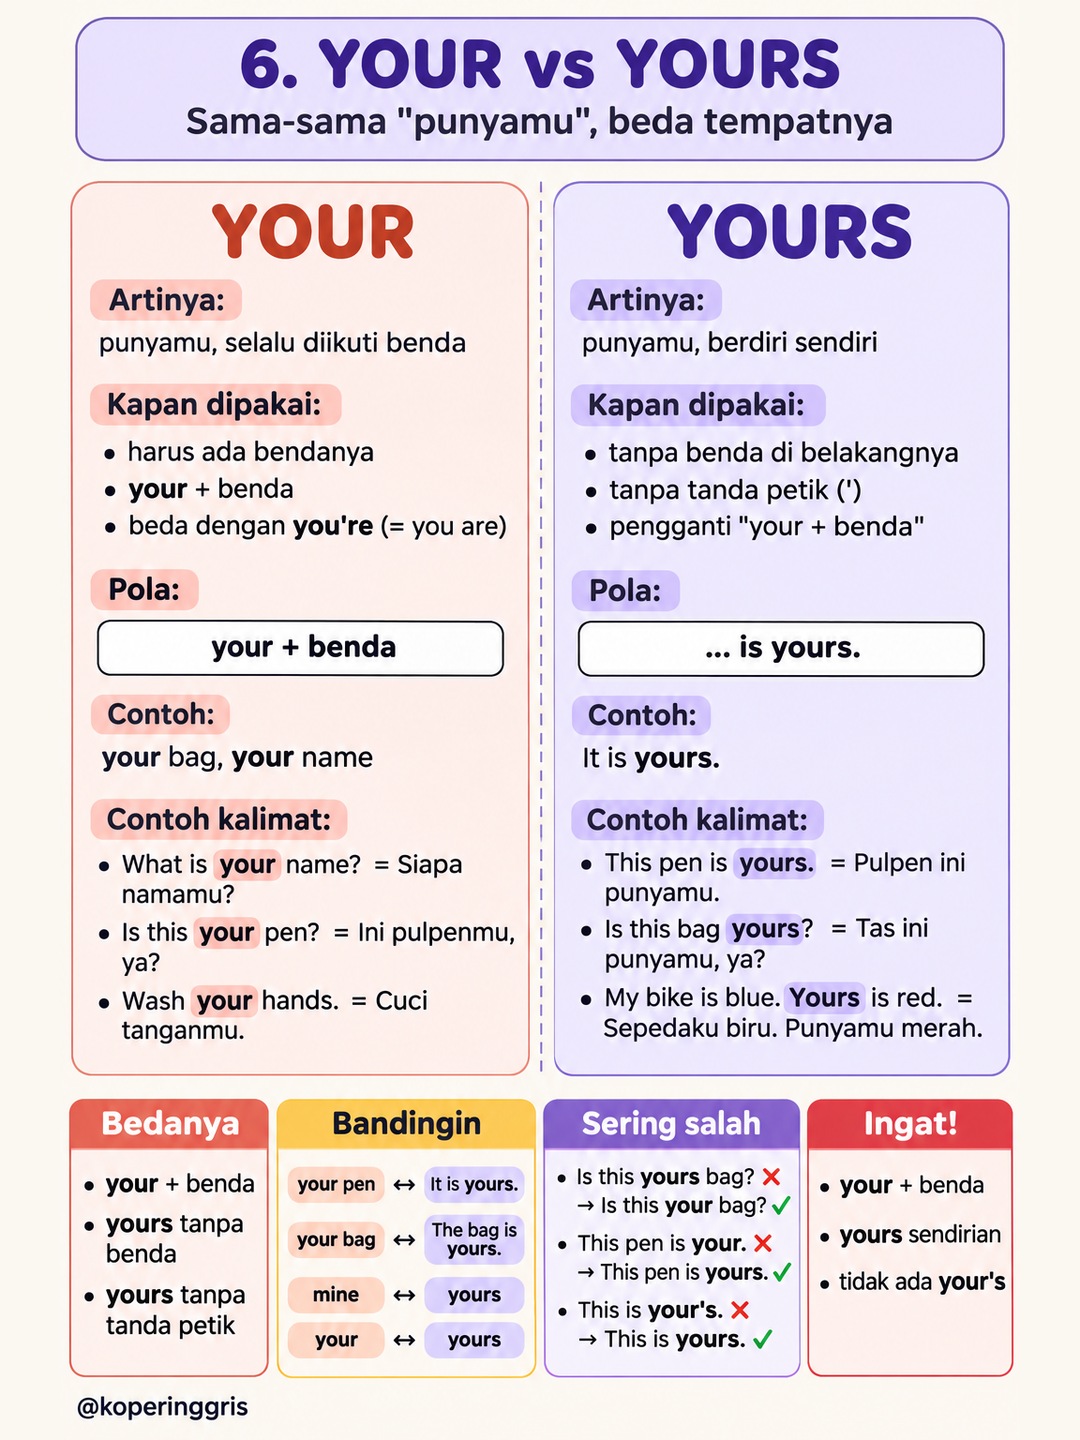 6. YOUR vs YOURS
Sama-sama "punyamu", beda tempatnya
YOUR
Artinya:
punyamu, selalu diikuti benda
Kapan dipakai:
• harus ada bendanya
• your + benda
• beda dengan you're (= you are)
Pola:
your + benda
Contoh:
your bag, your name
Contoh kalimat:
• What is your name? = Siapa
namamu?
• Is this your pen? = Ini pulpenmu,
ya?
• Wash your hands. = Cuci
tanganmu.
YOURS
Artinya:
punyamu, berdiri sendiri
Kapan dipakai:
• tanpa benda di belakangnya
• tanpa tanda petik (')
• pengganti "your + benda"
Pola:
... is yours.
Contoh:
It is yours.
Contoh kalimat:
• This pen is yours. = Pulpen ini
punyamu.
• Is this bag yours? = Tas ini
punyamu, ya?
• My bike is blue. Yours is red. =
Sepedaku biru. Punyamu merah.
Bedanya
• your + benda
• yours tanpa
benda
• yours tanpa
tanda petik
Bandingin
your pen ↔ It is yours.
your bag ↔ The bag is
yours.
mine ↔ yours
your ↔ yours
Sering salah
• Is this yours bag? ❌
→ Is this your bag? ✓
• This pen is your. ❌
→ This pen is yours. ✓
• This is your's. ❌
→ This is yours. ✓
Ingat!
• your + benda
• yours sendirian
• tidak ada your's
@koperinggris